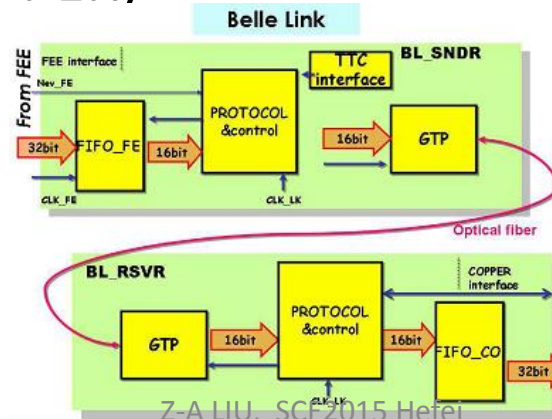 Belle Link
From FEE
FEE interface
Nev_FE
32bit
FIFO_FE
CLK_FE
16bit
PROTOCOL
&control
CLK_LK
TTC
interface
BL_SNDR
16bit
GTP
Optical fiber
BL_RSVR
GTP
16bit
PROTOCOL
&control
CLK_LK
COPPER
interface
16bit
FIFO_CO
32bit
Z-A LIU, SCF2015 Hefei